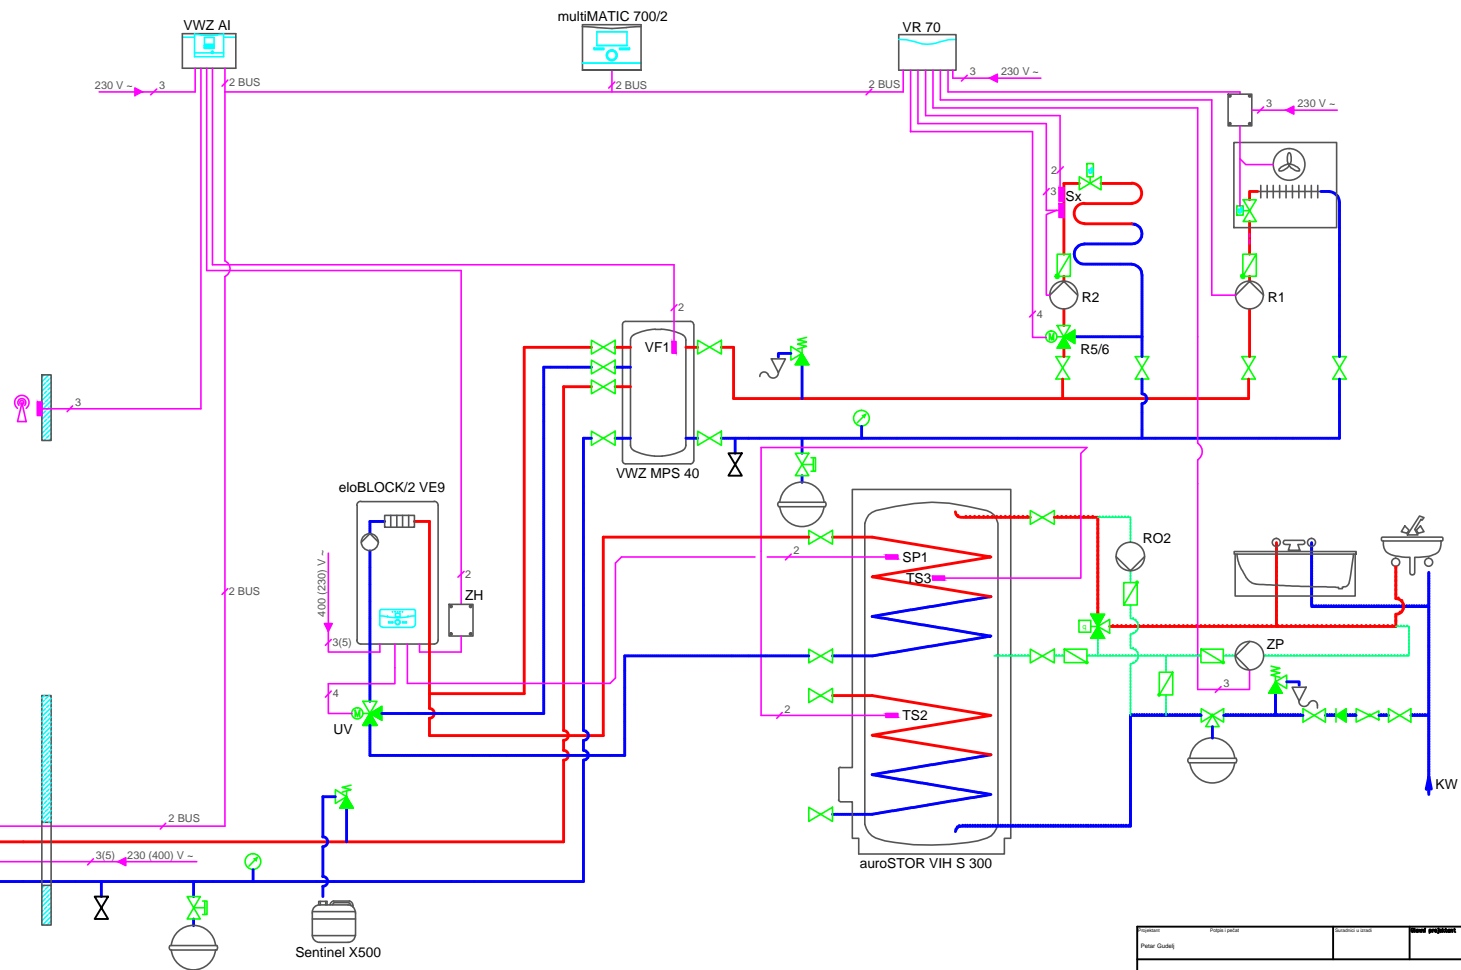 multiMATIC 700/2
VWZ AI
VR 70
230 V ~
3
2 BUS
2 BUS
2 BUS
3
230 V ~
3
230 V ~
2
3
Sx
R2
R1
4
R5/6
2
VF1
3
VWZ MPS 40
eloBLOCK/2 VE9
RO2
2
SP1
TS3
400 (230) V ~
2
ZH
2 BUS
3(5)
ZP
4
3
UV
2
TS2
KW
2 BUS
3(5)
230 (400) V ~
auroSTOR VIH S 300
Sentinel X500
Projektant
Potpis i pečat
Suradnici u izradi
Glavni projektant
Petar Gudelj